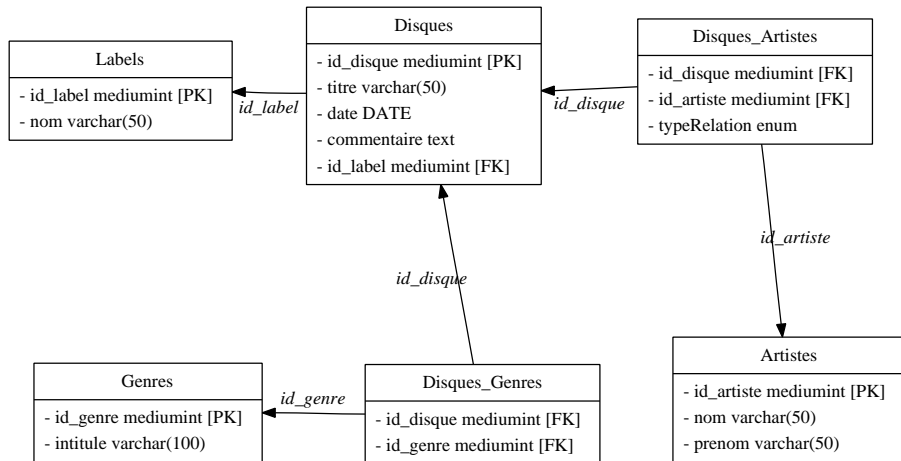 Labels
- id_label mediumint [PK]
- nom varchar(50)
id_label
Disques
- id_disque mediumint [PK]
- titre varchar(50)
- date DATE
- commentaire text
- id_label mediumint [FK]
id_disque
Disques_Artistes
- id_disque mediumint [FK]
- id_artiste mediumint [FK]
- typeRelation enum
id_artiste
id_disque
Genres
- id_genre mediumint [PK]
- intitule varchar(100)
id_genre
Disques_Genres
- id_disque mediumint [FK]
- id_genre mediumint [FK]
Artistes
- id_artiste mediumint [PK]
- nom varchar(50)
- prenom varchar(50)